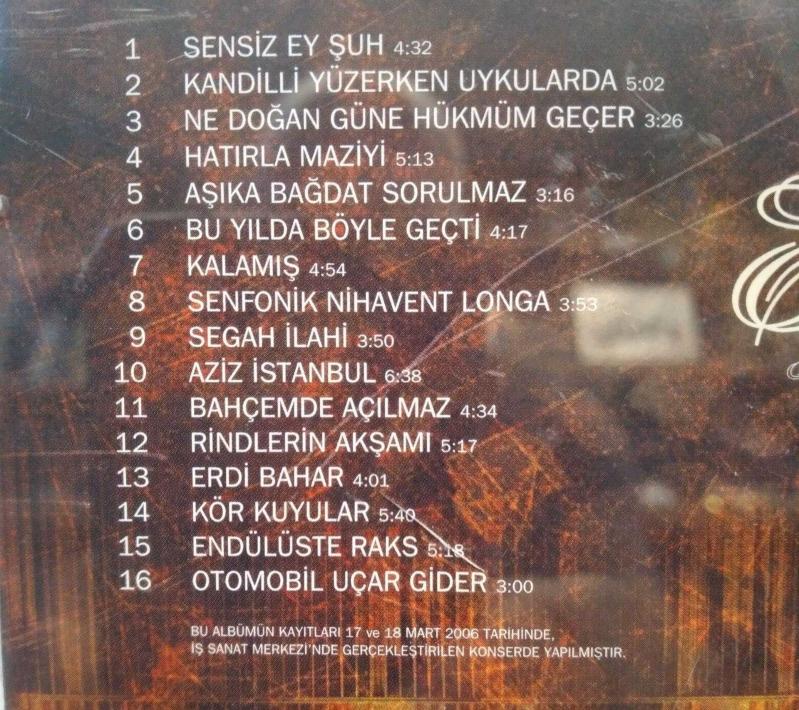 1 SENSİZ EY ŞUH 4:32
2 KANDİLLİ YÜZERKEN UYKULARDA 5:02
3 NE DOĞAN GÜNE HÜKMÜM GEÇER 3:26
4 HATIRLA MAZİYİ 5:13
5 AŞIKA BAĞDAT SORULMAZ 3:16
6 BU YILDA BÖYLE GEÇTİ 4:17
7 KALAMIŞ 4:54
8 SENFONİK NİHAVENT LONGA 3:53
9 SEGAH İLAHİ 3:50
10 AZİZ İSTANBUL 6:38
11 BAHÇEMDE AÇILMAZ 4:34
12 RİNDLERİN AKŞAMI 5:17
13 ERDİ BAHAR 4:01
14 KÖR KUYULAR 5:40
15 ENDÜLÜSTE RAKS 5:18
16 OTOMOBİL UÇAR GİDER 3:00
BU ALBÜMÜN KAYITLARI 17 ve 18 MART 2006 TARİHİNDE,
İŞ SANAT MERKEZİ'NDE GERÇEKLEŞTİRİLEN KONSERDE YAPILMIŞTIR.